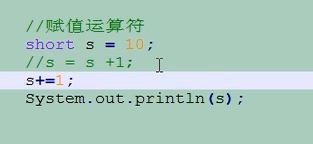 //赋值运算符
short s = 10;
//s = s +1;
s+=1;
System.out.println(s);